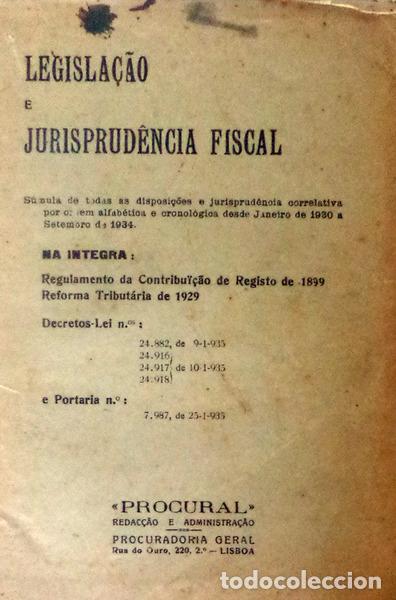 LEGISLAÇÃO
E
JURISPRUDÊNCIA FISCAL
Súmula de todas as disposições e jurisprudência correlativa
por ordem alfabética e cronológica desde Janeiro de 1930 a
Setembro de 1934.
NA INTEGRA:
Regulamento da Contribuïção de Registo de 1899
Reforma Tributária de 1929
Decretos-Lei n.os:
24.882, de 9-1-935
24.916
24.917 de 10-1-935
24.918
e Portaria n.º:
7.987, de 25-1-935
«PROCURAL»
REDACÇÃO E ADMINISTRAÇÃO
PROCURADORIA GERAL
Rua do Ouro, 220, 2.º — LISBOA
todocoleccion